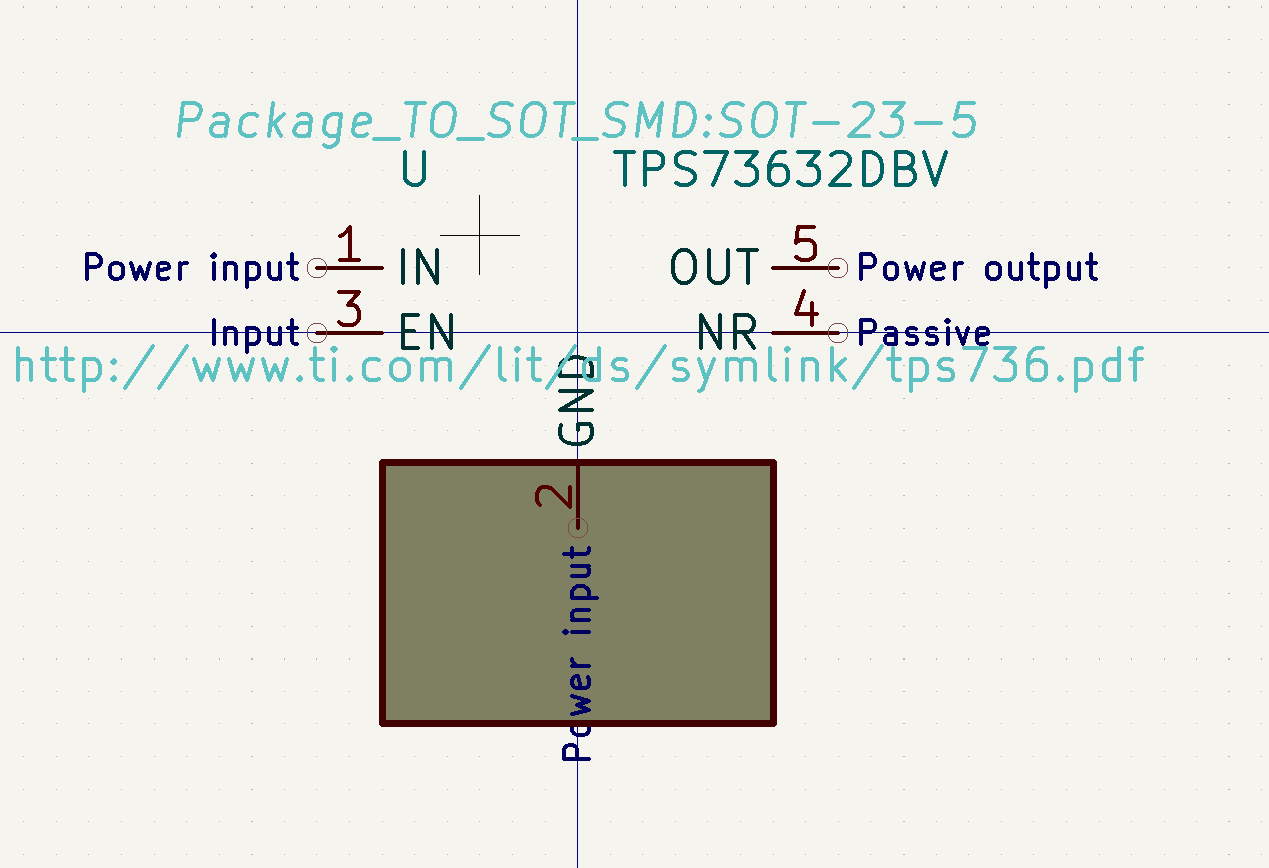 Package_TO_SOT_SMD:SOT-23-5
U TPS73632DBV
Power input 1 IN OUT 5 Power output
Input 3 EN NR 4 Passive
http://www.ti.com/lit/ds/symlink/tps736.pdf
GND
2
Power input